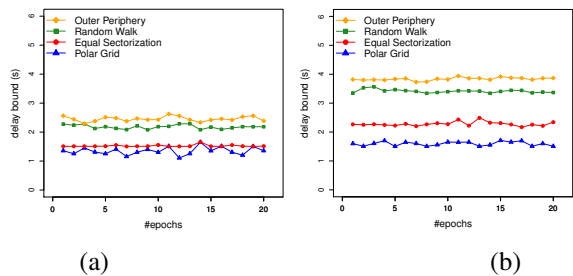 Outer Periphery
Random Walk
Equal Sectorization
Polar Grid
delay bound (s)
6
5
4
3
2
1
0
0 5 10 15 20
#epochs
(a)
Outer Periphery
Random Walk
Equal Sectorization
Polar Grid
delay bound (s)
6
5
4
3
2
1
0
0 5 10 15 20
#epochs
(b)